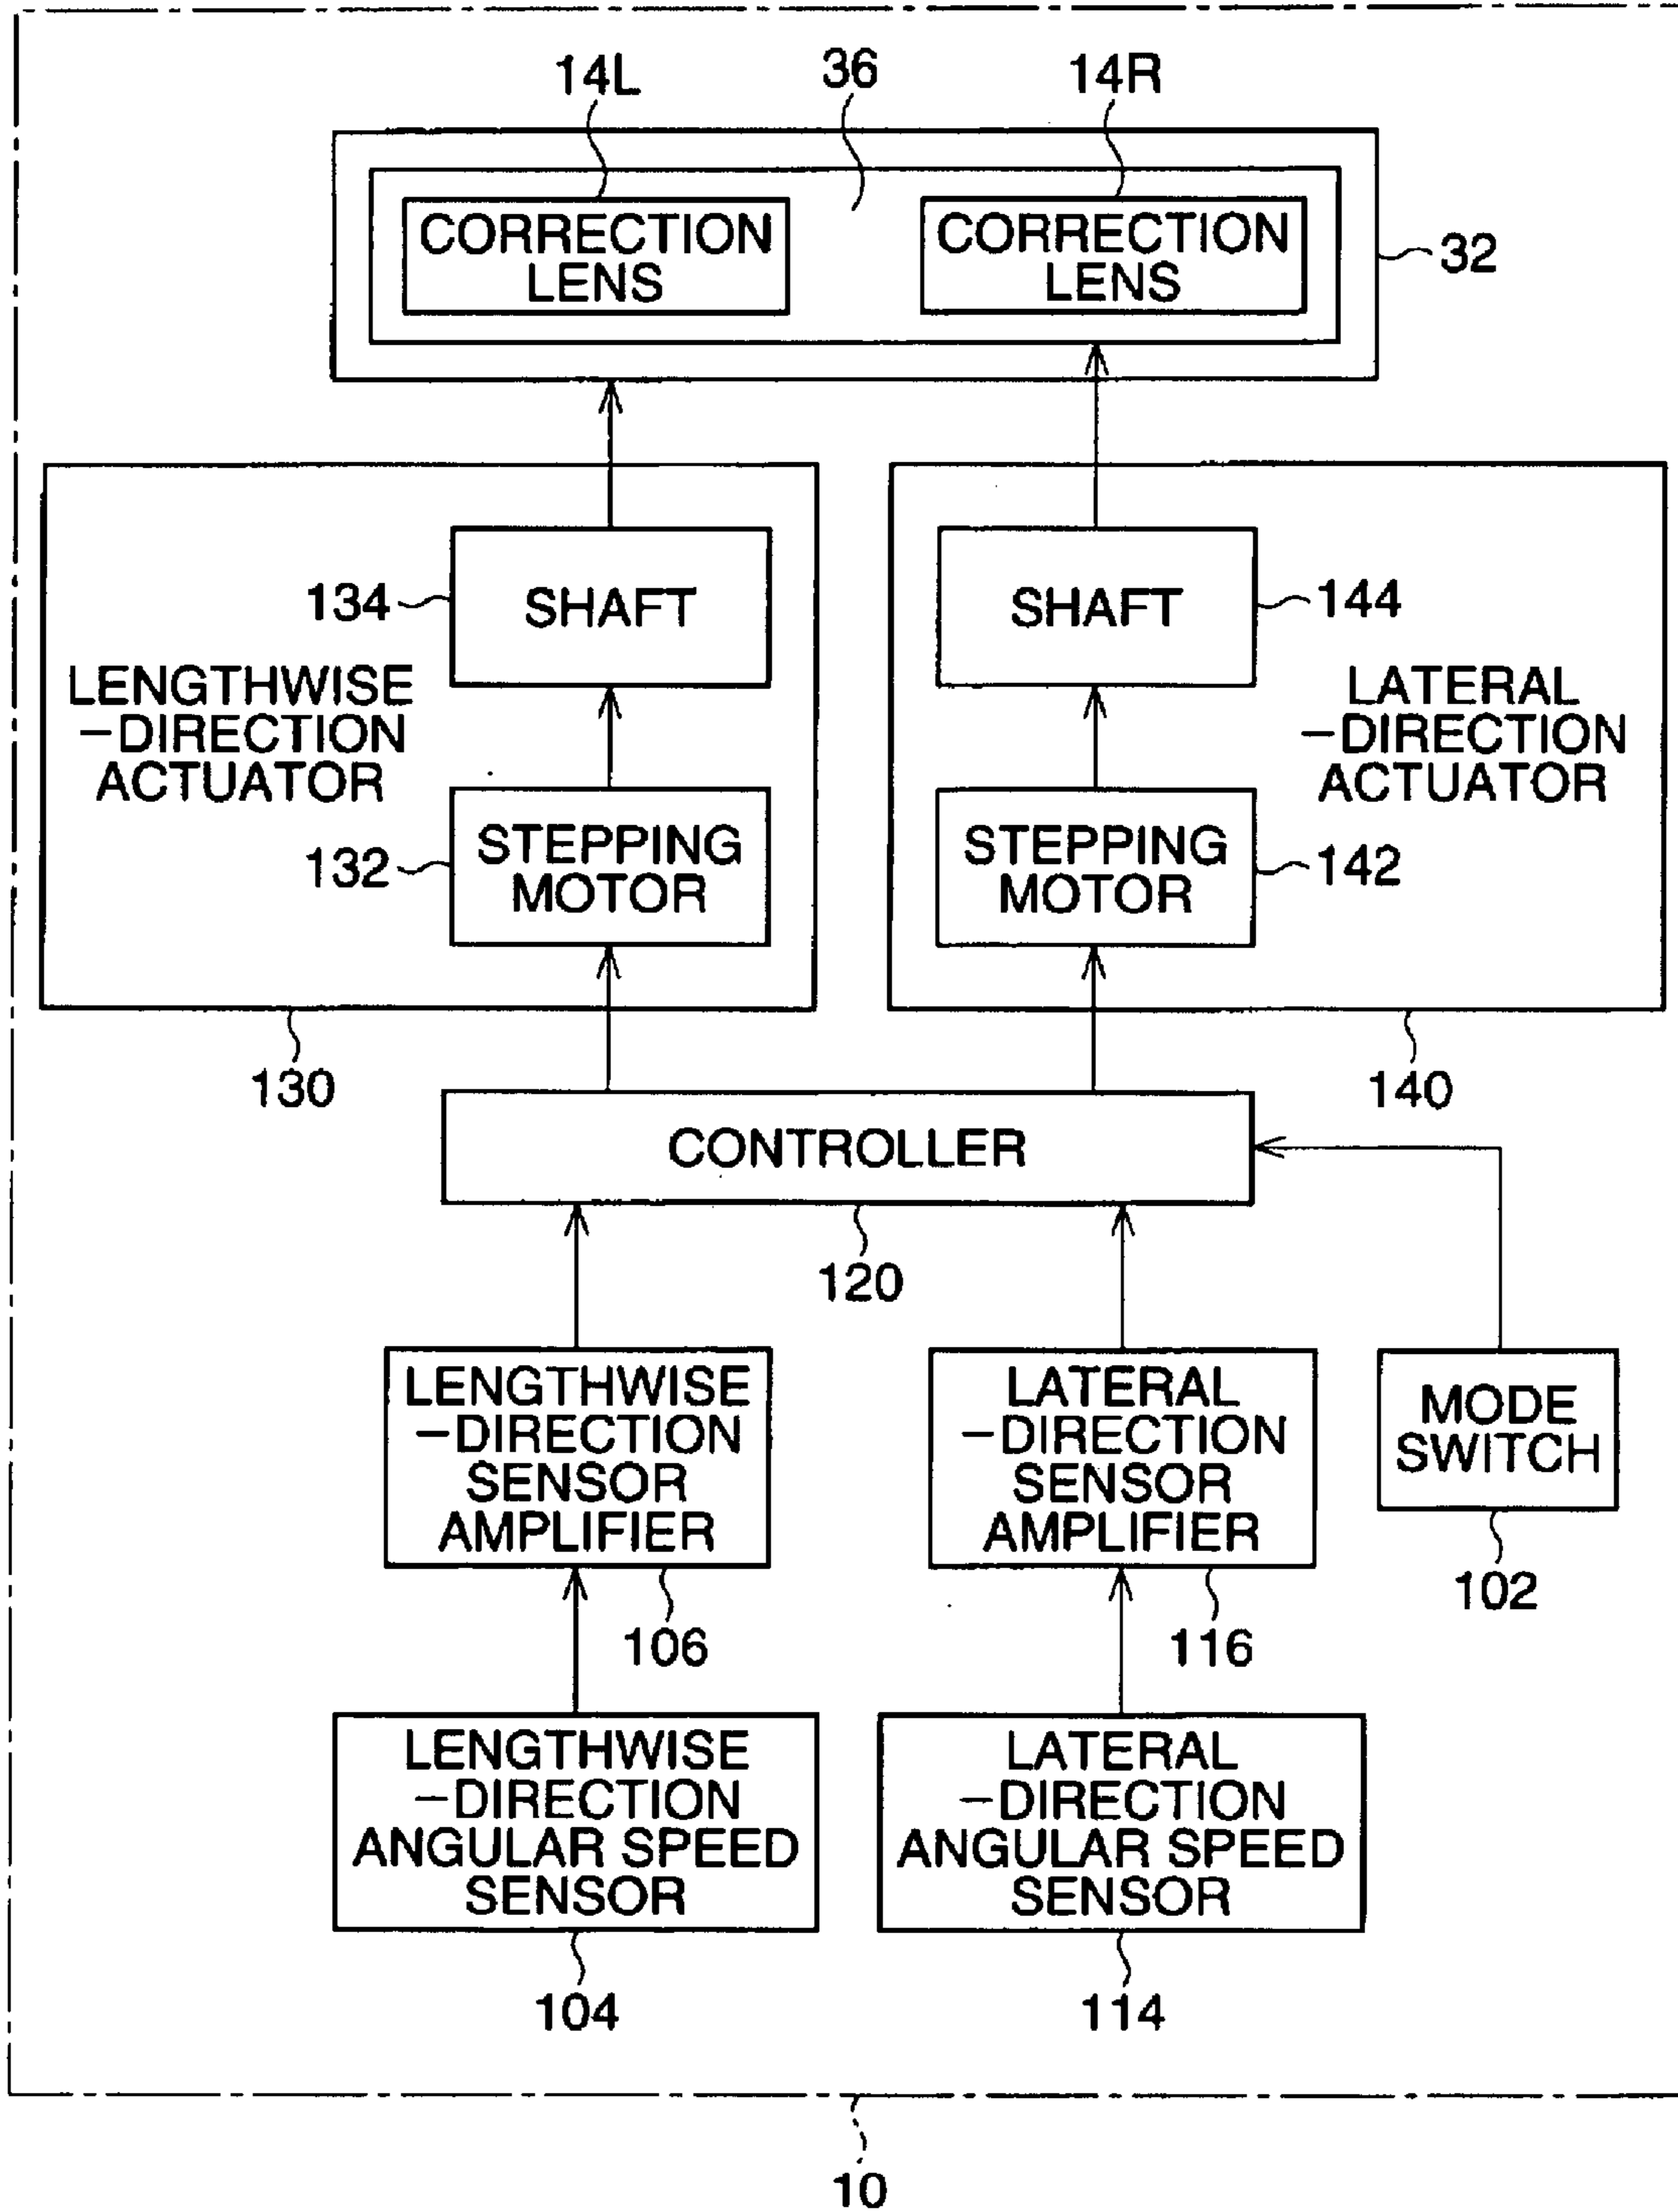 14L
36
14R
CORRECTION
LENS
CORRECTION
LENS
32
134
SHAFT
SHAFT
144
LENGTHWISE
-DIRECTION
ACTUATOR
LATERAL
-DIRECTION
ACTUATOR
132
STEPPING
MOTOR
STEPPING
MOTOR
142
130
140
CONTROLLER
120
LENGTHWISE
-DIRECTION
SENSOR
AMPLIFIER
LATERAL
-DIRECTION
SENSOR
AMPLIFIER
MODE
SWITCH
102
106
116
LENGTHWISE
-DIRECTION
ANGULAR SPEED
SENSOR
LATERAL
-DIRECTION
ANGULAR SPEED
SENSOR
104
114
10